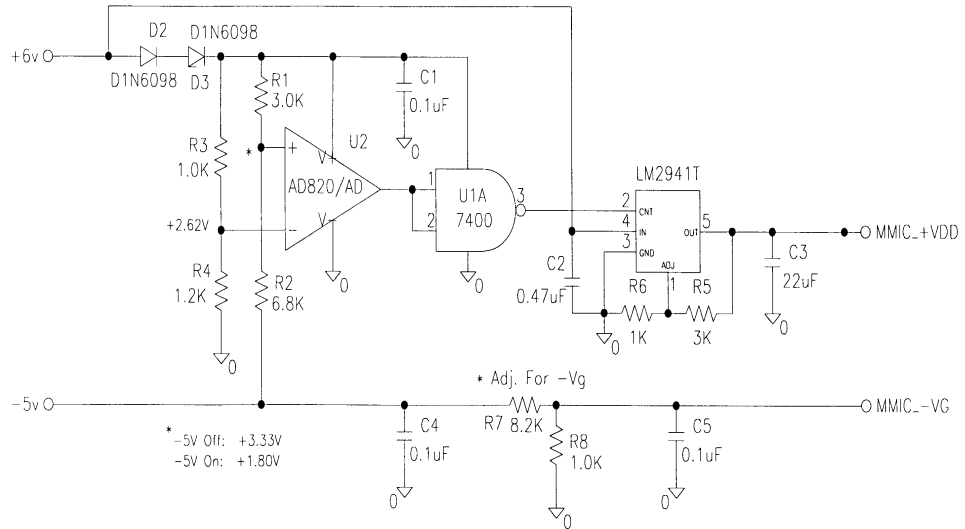 D2 D1N6098
+6v
D1N6098 D3
R1
3.0K
C1
0.1uF
0
R3
1.0K
*
+
V
+
U2
AD820/AD
V
-
-
0
+2.62V
1
2
U1A
7400
3
0
LM2941T
2
CNT
4
IN
3
GND
OUT
5
ADJ
1
MMIC_+VDD
C2
0.47uF
C3
22uF
0
R4
1.2K
0
R2
6.8K
R6
1K
R5
3K
0
0
* Adj. For -Vg
-5v
R7 8.2K
MMIC_-VG
*
-5V Off: +3.33V
-5V On: +1.80V
C4
0.1uF
0
R8
1.0K
0
C5
0.1uF
0